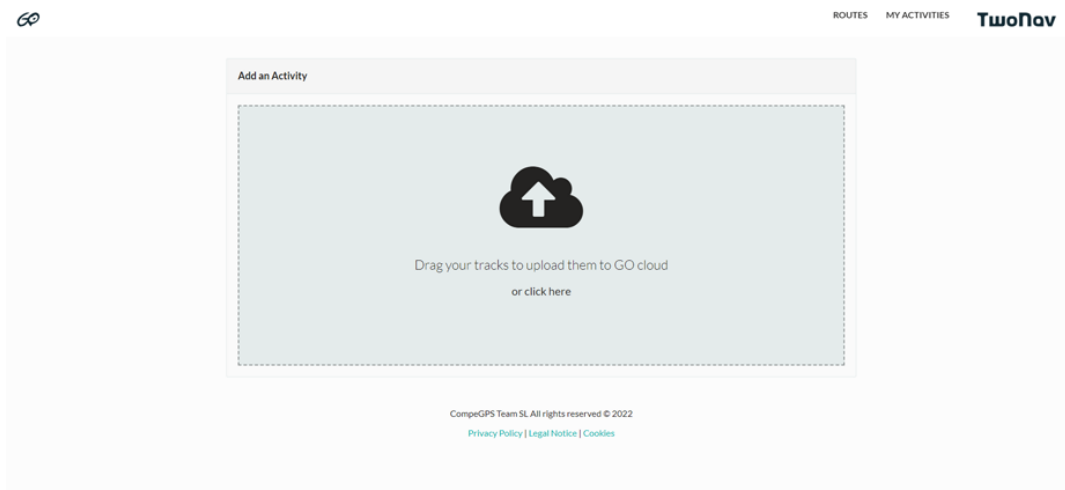 GO
ROUTES MY ACTIVITIES TwoNav
Add an Activity
Drag your tracks to upload them to GO cloud
or click here
CompeGPS Team SL All rights reserved © 2022
Privacy Policy | Legal Notice | Cookies